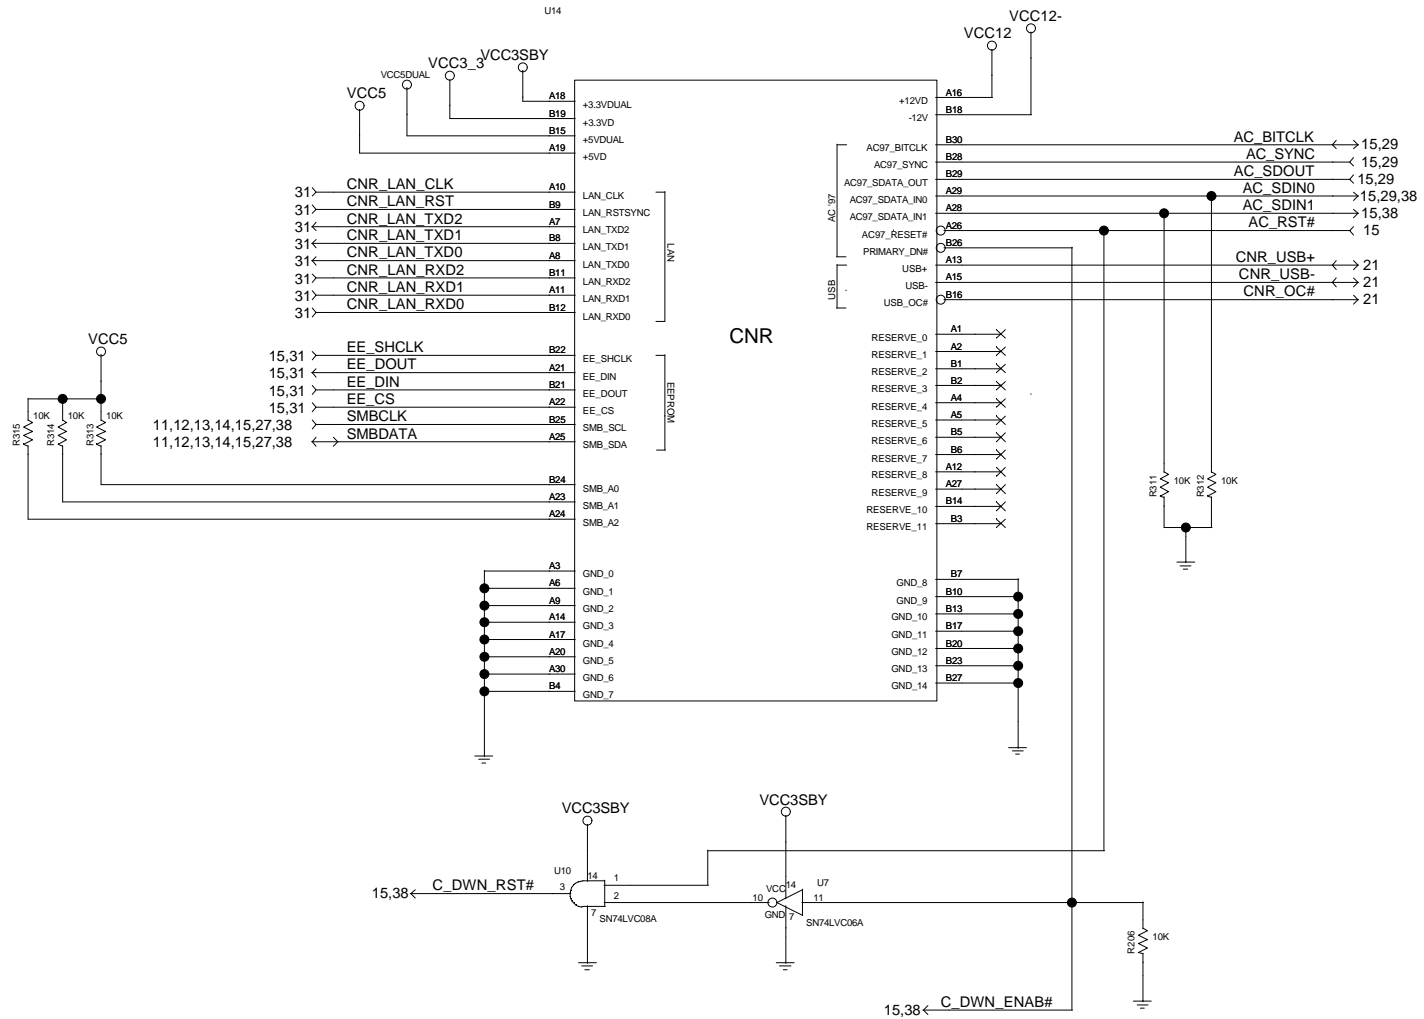 U14
VCC12-
VCC12
VCC3SBY
VCC3_3
VCC5DUAL
VCC5
A18 +3.3VDUAL
B19 +3.3VD
B15 +5VDUAL
A19 +5VD
+12VD A16
-12V B18
31 CNR_LAN_CLK A10 LAN_CLK
31 CNR_LAN_RST B9 LAN_RSTSYNC
31 CNR_LAN_TXD2 A7 LAN_TXD2
31 CNR_LAN_TXD1 B8 LAN_TXD1
31 CNR_LAN_TXD0 A8 LAN_TXD0
31 CNR_LAN_RXD2 B11 LAN_RXD2
31 CNR_LAN_RXD1 A11 LAN_RXD1
31 CNR_LAN_RXD0 B12 LAN_RXD0
LAN
AC '97
AC97_BITCLK B30 AC_BITCLK 15,29
AC97_SYNC B28 AC_SYNC 15,29
AC97_SDATA_OUT B29 AC_SDOUT 15,29
AC97_SDATA_IN0 A29 AC_SDIN0 15,29,38
AC97_SDATA_IN1 A28 AC_SDIN1 15,38
AC97_RESET# A26 AC_RST# 15
PRIMARY_DN# B26
USB
USB+ A13 CNR_USB+ 21
USB- A15 CNR_USB- 21
USB_OC# B16 CNR_OC# 21
CNR
VCC5
15,31 EE_SHCLK B22 EE_SHCLK
15,31 EE_DOUT A21 EE_DIN
15,31 EE_DIN B21 EE_DOUT
15,31 EE_CS A22 EE_CS
11,12,13,14,15,27,38 SMBCLK B25 SMB_SCL
11,12,13,14,15,27,38 SMBDATA A25 SMB_SDA
EEPROM
R315 10K
R314 10K
R313 10K
B24 SMB_A0
A23 SMB_A1
A24 SMB_A2
RESERVE_0 A1
RESERVE_1 A2
RESERVE_2 B1
RESERVE_3 B2
RESERVE_4 A4
RESERVE_5 A5
RESERVE_6 B5
RESERVE_7 B6
RESERVE_8 A12
RESERVE_9 A27
RESERVE_10 B14
RESERVE_11 B3
R311 10K
R312 10K
A3 GND_0
A6 GND_1
A9 GND_2
A14 GND_3
A17 GND_4
A20 GND_5
A30 GND_6
B4 GND_7
GND_8 B7
GND_9 B10
GND_10 B13
GND_11 B17
GND_12 B20
GND_13 B23
GND_14 B27
VCC3SBY
VCC3SBY
15,38 C_DWN_RST# 3 U10 14 1 2 7 SN74LVC08A
10 VCC 14 GND 7 U7 11 SN74LVC06A
R206 10K
15,38 C_DWN_ENAB#